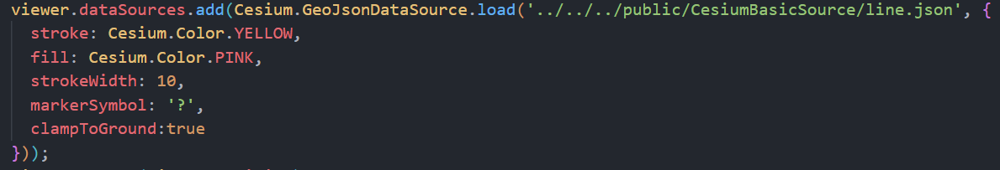 viewer.dataSources.add(Cesium.GeoJsonDataSource.load('../../../public/CesiumBasicSource/line.json', {
  stroke: Cesium.Color.YELLOW,
  fill: Cesium.Color.PINK,
  strokeWidth: 10,
  markerSymbol: '?',
  clampToGround:true
}));